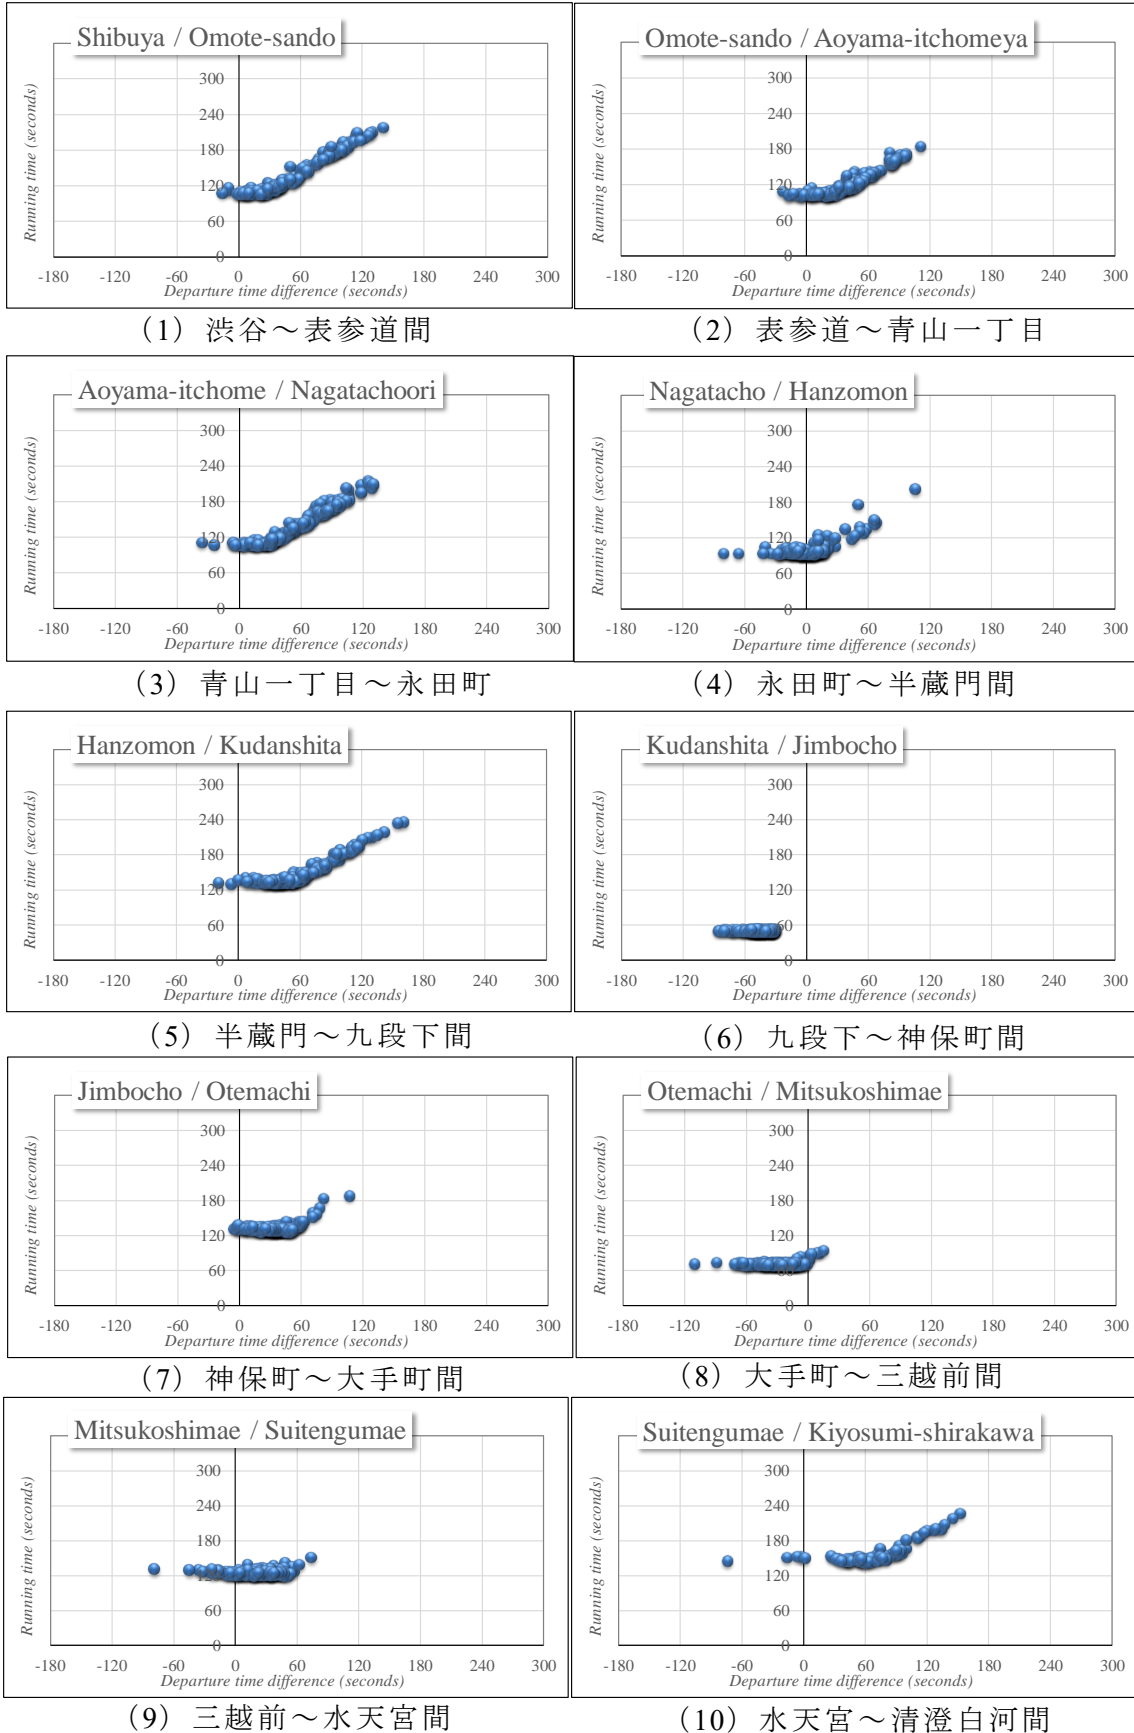 Shibuya / Omote-sando
Running time (seconds)
300
240
180
120
60
0
-180 -120 -60 0 60 120 180 240 300
Departure time difference (seconds)
(1) 渋谷～表参道間
Omote-sando / Aoyama-itchomeya
Running time (seconds)
300
240
180
120
60
0
-180 -120 -60 0 60 120 180 240 300
Departure time difference (seconds)
(2) 表参道～青山一丁目
Aoyama-itchome / Nagatachoori
Running time (seconds)
300
240
180
120
60
0
-180 -120 -60 0 60 120 180 240 300
Departure time difference (seconds)
(3) 青山一丁目～永田町
Nagatacho / Hanzomon
Running time (seconds)
300
240
180
120
60
0
-180 -120 -60 0 60 120 180 240 300
Departure time difference (seconds)
(4) 永田町～半蔵門間
Hanzomon / Kudanshita
Running time (seconds)
300
240
180
120
60
0
-180 -120 -60 0 60 120 180 240 300
Departure time difference (seconds)
(5) 半蔵門～九段下間
Kudanshita / Jimbocho
Running time (seconds)
300
240
180
120
60
0
-180 -120 -60 0 60 120 180 240 300
Departure time difference (seconds)
(6) 九段下～神保町間
Jimbocho / Otemachi
Running time (seconds)
300
240
180
120
60
0
-180 -120 -60 0 60 120 180 240 300
Departure time difference (seconds)
(7) 神保町～大手町間
Otemachi / Mitsukoshimae
Running time (seconds)
300
240
180
120
60
0
-180 -120 -60 0 60 120 180 240 300
Departure time difference (seconds)
(8) 大手町～三越前間
Mitsukoshimae / Suitengumae
Running time (seconds)
300
240
180
120
60
0
-180 -120 -60 0 60 120 180 240 300
Departure time difference (seconds)
(9) 三越前～水天宮間
Suitengumae / Kiyosumi-shirakawa
Running time (seconds)
300
240
180
120
60
0
-180 -120 -60 0 60 120 180 240 300
Departure time difference (seconds)
(10) 水天宮～清澄白河間